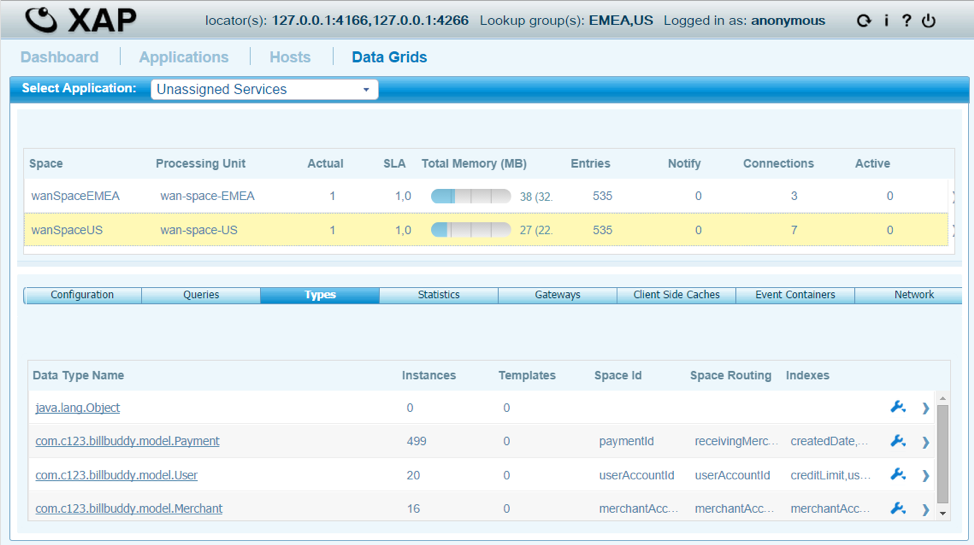 XAP locator(s): 127.0.0.1:4166,127.0.0.1:4266 Lookup group(s): EMEA,US Logged in as: anonymous i ?
Dashboard Applications Hosts Data Grids
Select Application: Unassigned Services
Space Processing Unit Actual SLA Total Memory (MB) Entries Notify Connections Active
wanSpaceEMEA wan-space-EMEA 1 1,0 38 (32. 535 0 3 0
wanSpaceUS wan-space-US 1 1,0 27 (22. 535 0 7 0
Configuration Queries Types Statistics Gateways Client Side Caches Event Containers Network
Data Type Name Instances Templates Space Id Space Routing Indexes
java.lang.Object 0 0
com.c123.billbuddy.model.Payment 499 0 paymentId receivingMerc... createdDate,...
com.c123.billbuddy.model.User 20 0 userAccountId userAccountId creditLimit,us...
com.c123.billbuddy.model.Merchant 16 0 merchantAcc... merchantAcc... merchantAcc...